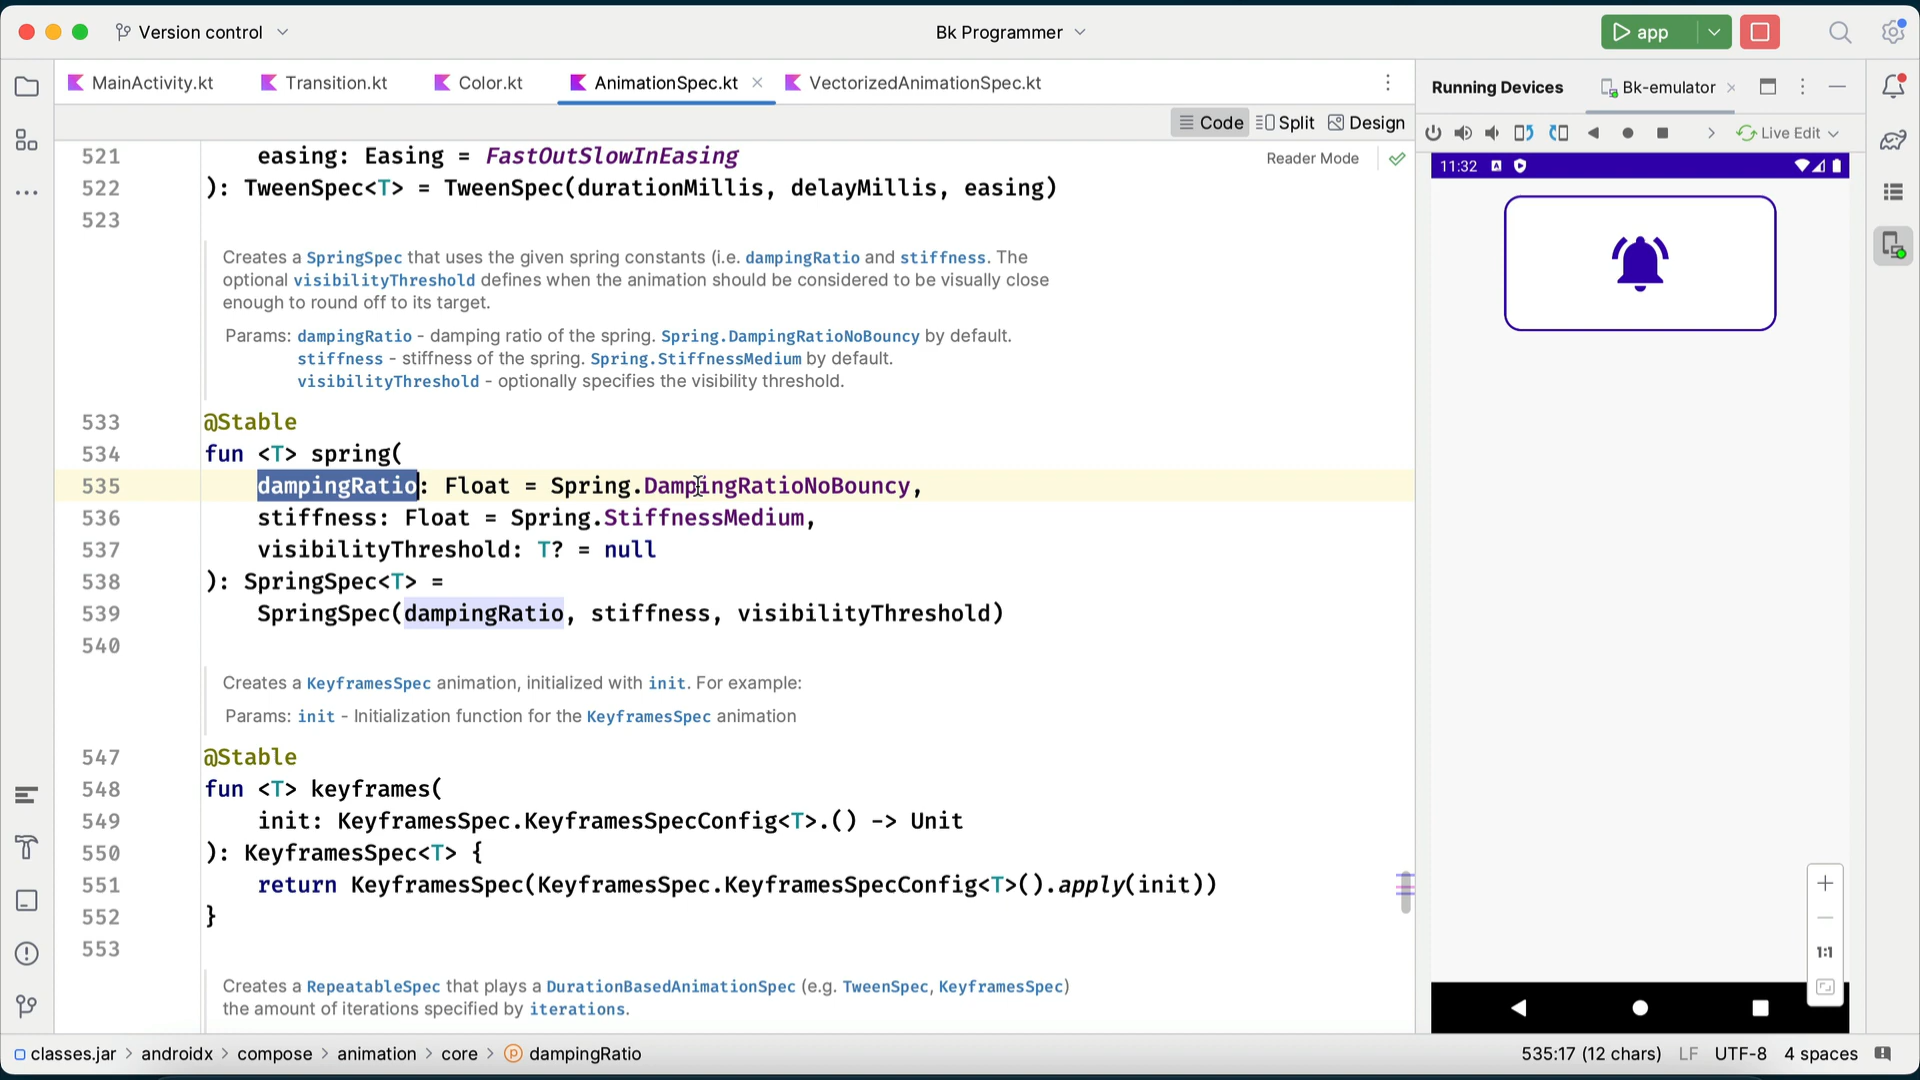 Version control
Bk Programmer
app
MainActivity.kt
Transition.kt
Color.kt
AnimationSpec.kt
VectorizedAnimationSpec.kt
Running Devices
Bk-emulator
Code
Split
Design
Live Edit
Reader Mode
11:32
521 easing: Easing = FastOutSlowInEasing
522 ): TweenSpec<T> = TweenSpec(durationMillis, delayMillis, easing)
523
Creates a SpringSpec that uses the given spring constants (i.e. dampingRatio and stiffness. The
optional visibilityThreshold defines when the animation should be considered to be visually close
enough to round off to its target.
Params: dampingRatio - damping ratio of the spring. Spring.DampingRatioNoBouncy by default.
stiffness - stiffness of the spring. Spring.StiffnessMedium by default.
visibilityThreshold - optionally specifies the visibility threshold.
533 @Stable
534 fun <T> spring(
535 dampingRatio: Float = Spring.DampingRatioNoBouncy,
536 stiffness: Float = Spring.StiffnessMedium,
537 visibilityThreshold: T? = null
538 ): SpringSpec<T> =
539 SpringSpec(dampingRatio, stiffness, visibilityThreshold)
540
Creates a KeyframesSpec animation, initialized with init. For example:
Params: init - Initialization function for the KeyframesSpec animation
547 @Stable
548 fun <T> keyframes(
549 init: KeyframesSpec.KeyframesSpecConfig<T>.() -> Unit
550 ): KeyframesSpec<T> {
551 return KeyframesSpec(KeyframesSpec.KeyframesSpecConfig<T>().apply(init))
552 }
553
Creates a RepeatableSpec that plays a DurationBasedAnimationSpec (e.g. TweenSpec, KeyframesSpec)
the amount of iterations specified by iterations.
1:1
classes.jar > androidx > compose > animation > core > dampingRatio
535:17 (12 chars) LF UTF-8 4 spaces